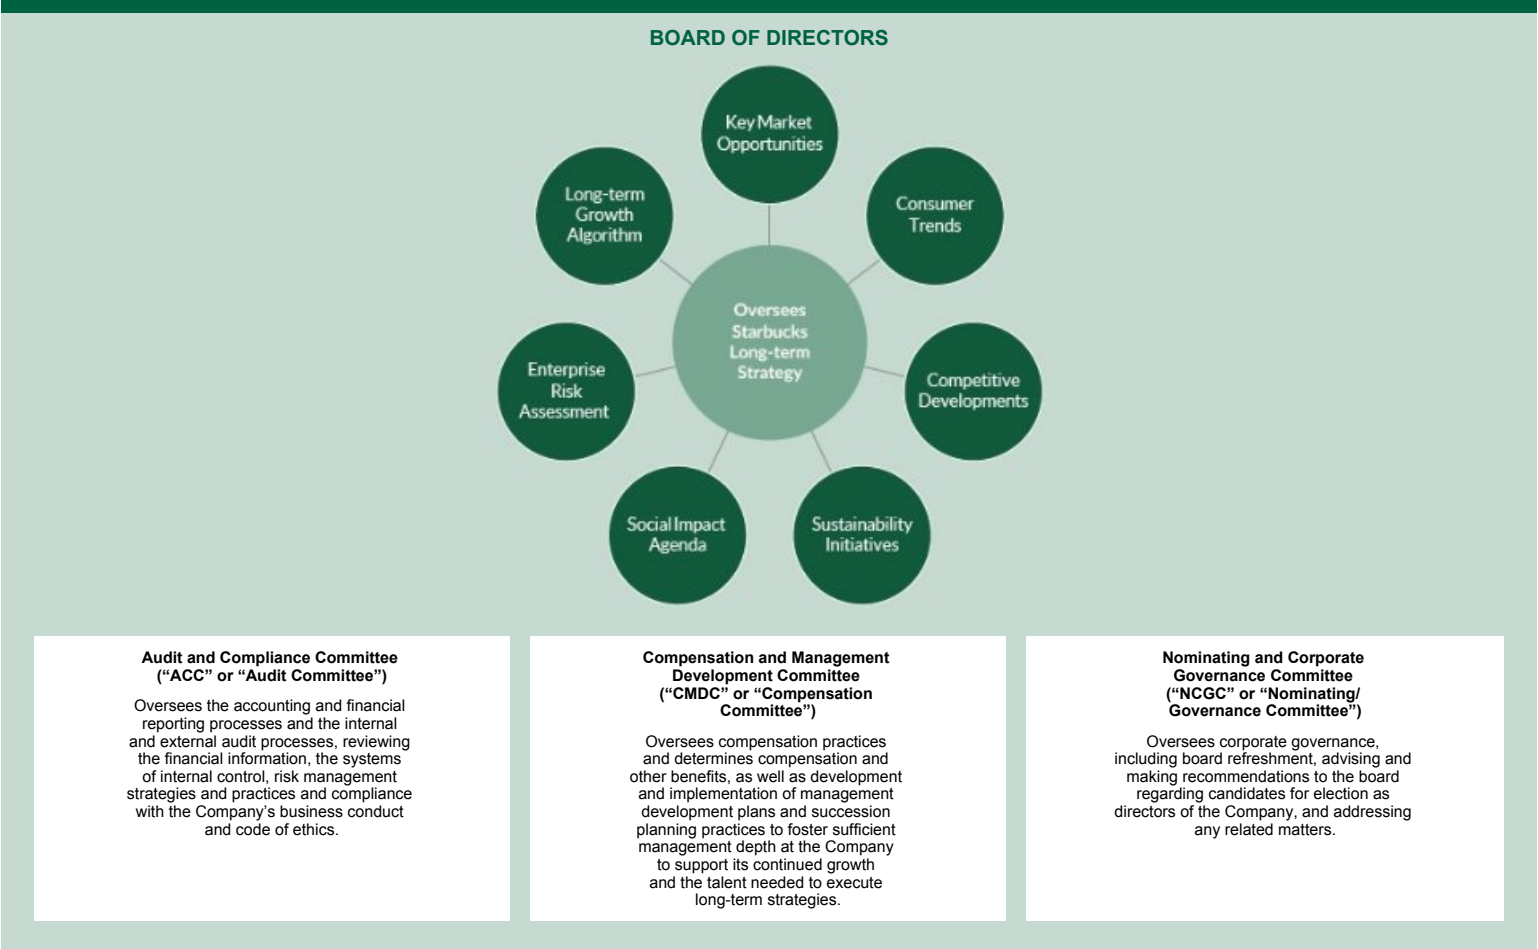 BOARD OF DIRECTORS
Key Market
Opportunities
Long-term
Growth
Algorithm
Consumer
Trends
Oversees
Starbucks
Long-term
Strategy
Enterprise
Risk
Assessment
Competitive
Developments
Social Impact
Agenda
Sustainability
Initiatives
Audit and Compliance Committee
(“ACC” or “Audit Committee”)
Oversees the accounting and financial
reporting processes and the internal
and external audit processes, reviewing
the financial information, the systems
of internal control, risk management
strategies and practices and compliance
with the Company’s business conduct
and code of ethics.
Compensation and Management
Development Committee
(“CMDC” or “Compensation
Committee”)
Oversees compensation practices
and determines compensation and
other benefits, as well as development
and implementation of management
development plans and succession
planning practices to foster sufficient
management depth at the Company
to support its continued growth
and the talent needed to execute
long-term strategies.
Nominating and Corporate
Governance Committee
(“NCGC” or “Nominating/
Governance Committee”)
Oversees corporate governance,
including board refreshment, advising and
making recommendations to the board
regarding candidates for election as
directors of the Company, and addressing
any related matters.